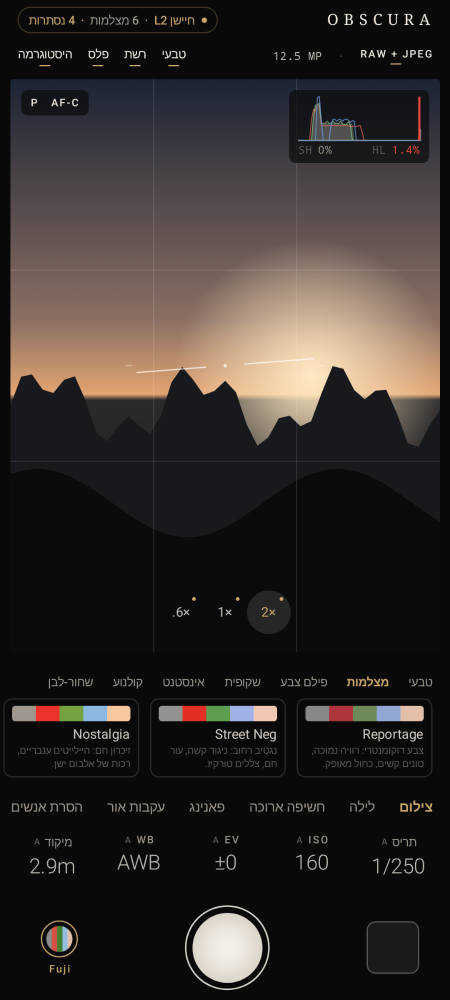 OBSCURA
חיישן L2 · 6 מצלמות · 4 נסתרות
RAW + JPEG · 12.5 MP
טבעי רשת פלס היסטוגרמה
P AF-C
SH 0% HL 1.4%
.6× 1× 2×
טבעי מצלמות פילם צבע שקופית אינסטנט קולנוע שחור-לבן
Reportage
צבע דוקומנטרי: רוויה נמוכה,
טונים קשים, כחול מאופק.
Street Neg
נגטיב רחוב: ניגוד קשה, עור
חם, צללים טורקיז.
Nostalgia
זיכרון חם: היילייטים ענבריים,
רכות של אלבום ישן.
צילום לילה חשיפה ארוכה פאנינג עקבות אור הסרת אנשים
תריס A
1/250
ISO A
160
EV A
±0
WB A
AWB
מיקוד A
2.9m
Fuji